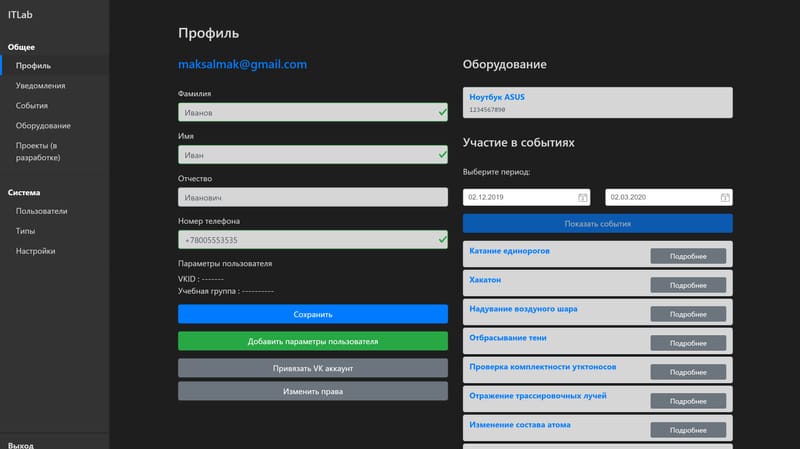 ITLab
Общее
Профиль
Уведомления
События
Оборудование
Проекты (в
разработке)
Система
Пользователи
Типы
Настройки
Выход
Профиль
maksalmak@gmail.com
Фамилия
Иванов
Имя
Иван
Отчество
Иванович
Номер телефона
+78005553535
Параметры пользователя
VKID : -------
Учебная группа : ----------
Сохранить
Добавить параметры пользователя
Привязать VK аккаунт
Изменить права
Оборудование
Ноутбук ASUS
1234567890
Участие в событиях
Выберите период:
02.12.2019
02.03.2020
Показать события
Катание единорогов
Подробнее
Хакатон
Подробнее
Надувание воздуного шара
Подробнее
Отбрасывание тени
Подробнее
Проверка комплектности утктоносов
Подробнее
Отражение трассировочных лучей
Подробнее
Изменение состава атома
Подробнее